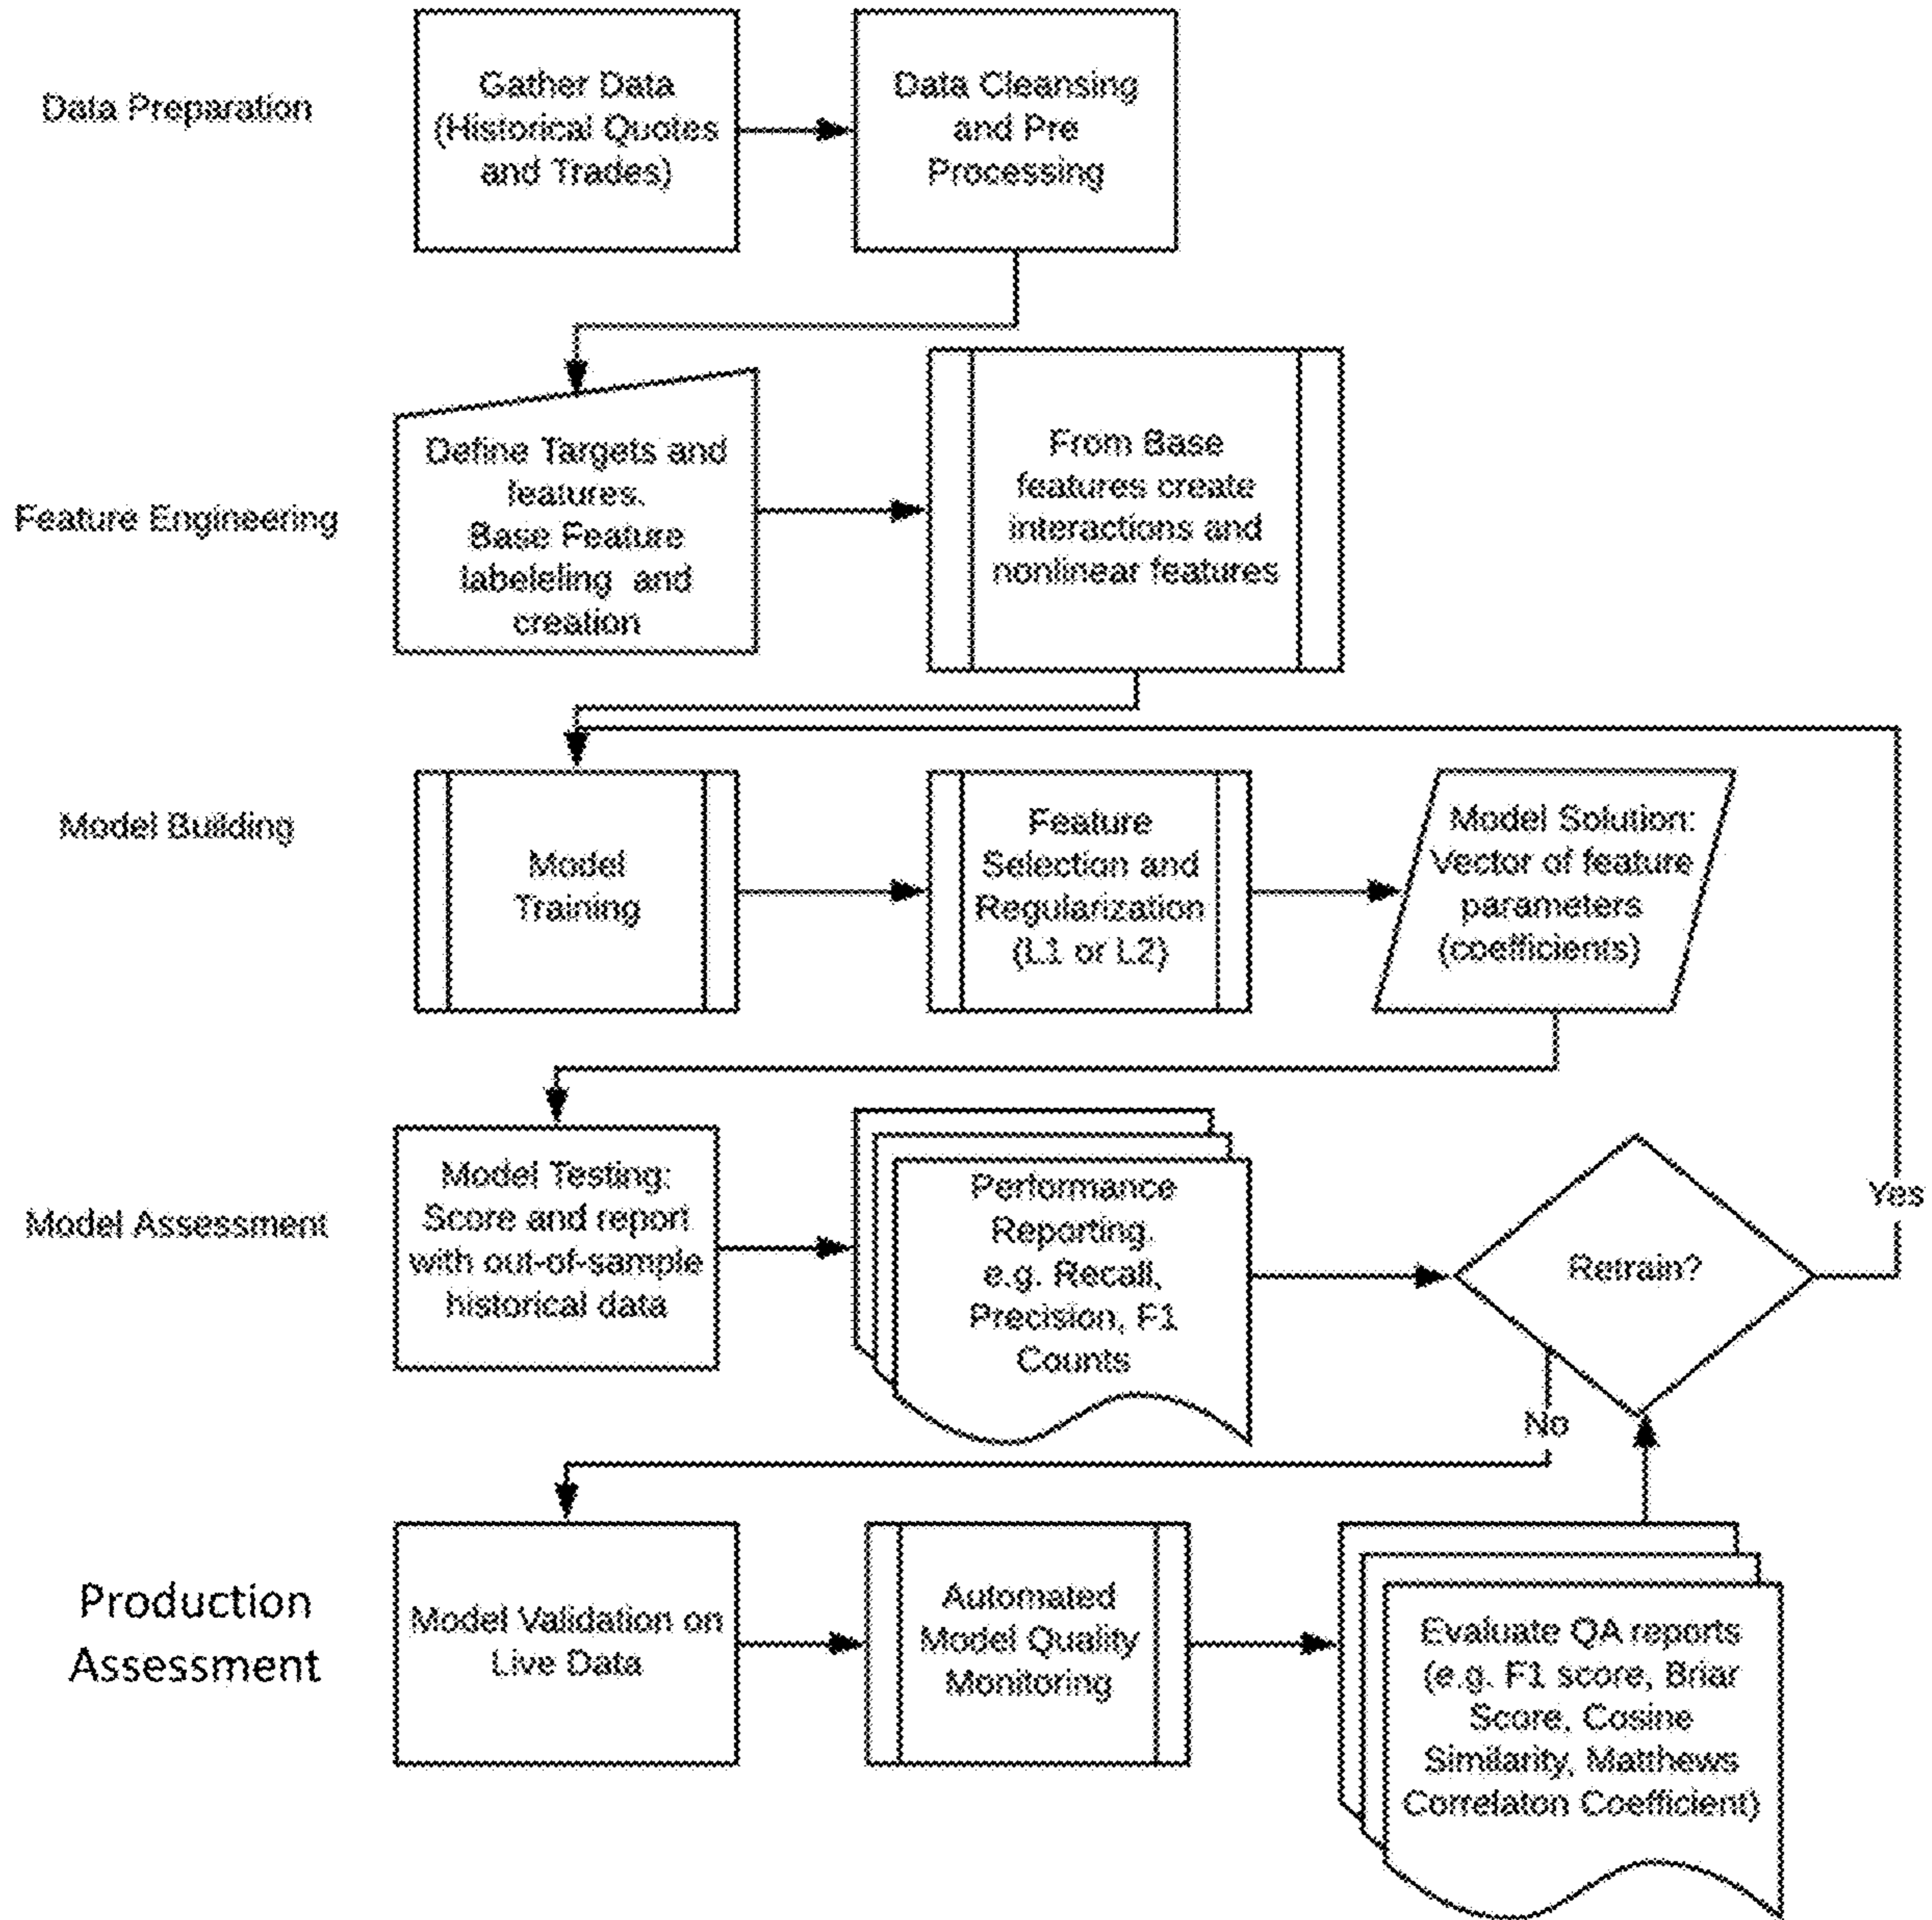 Data Preparation
Gather Data
(Historical Quotes
and Trades)
Data Cleansing
and Pre
Processing
Feature Engineering
Define Targets and
features.
Base Feature
labeleling and
creation
From Base
features create
interactions and
nonlinear features
Model Building
Model
Training
Feature
Selection and
Regularization
(L1 or L2)
Model Solution:
Vector of feature
parameters
(coefficients)
Model Assessment
Model Testing:
Score and report
with out-of-sample
historical data
Performance
Reporting.
e.g. Recall,
Precision, F1
Counts
Retrain?
Yes
No
Production
Assessment
Model Validation on
Live Data
Automated
Model Quality
Monitoring
Evaluate QA reports
(e.g. F1 score, Briar
Score, Cosine
Similarity, Matthews
Correlaton Coefficient)